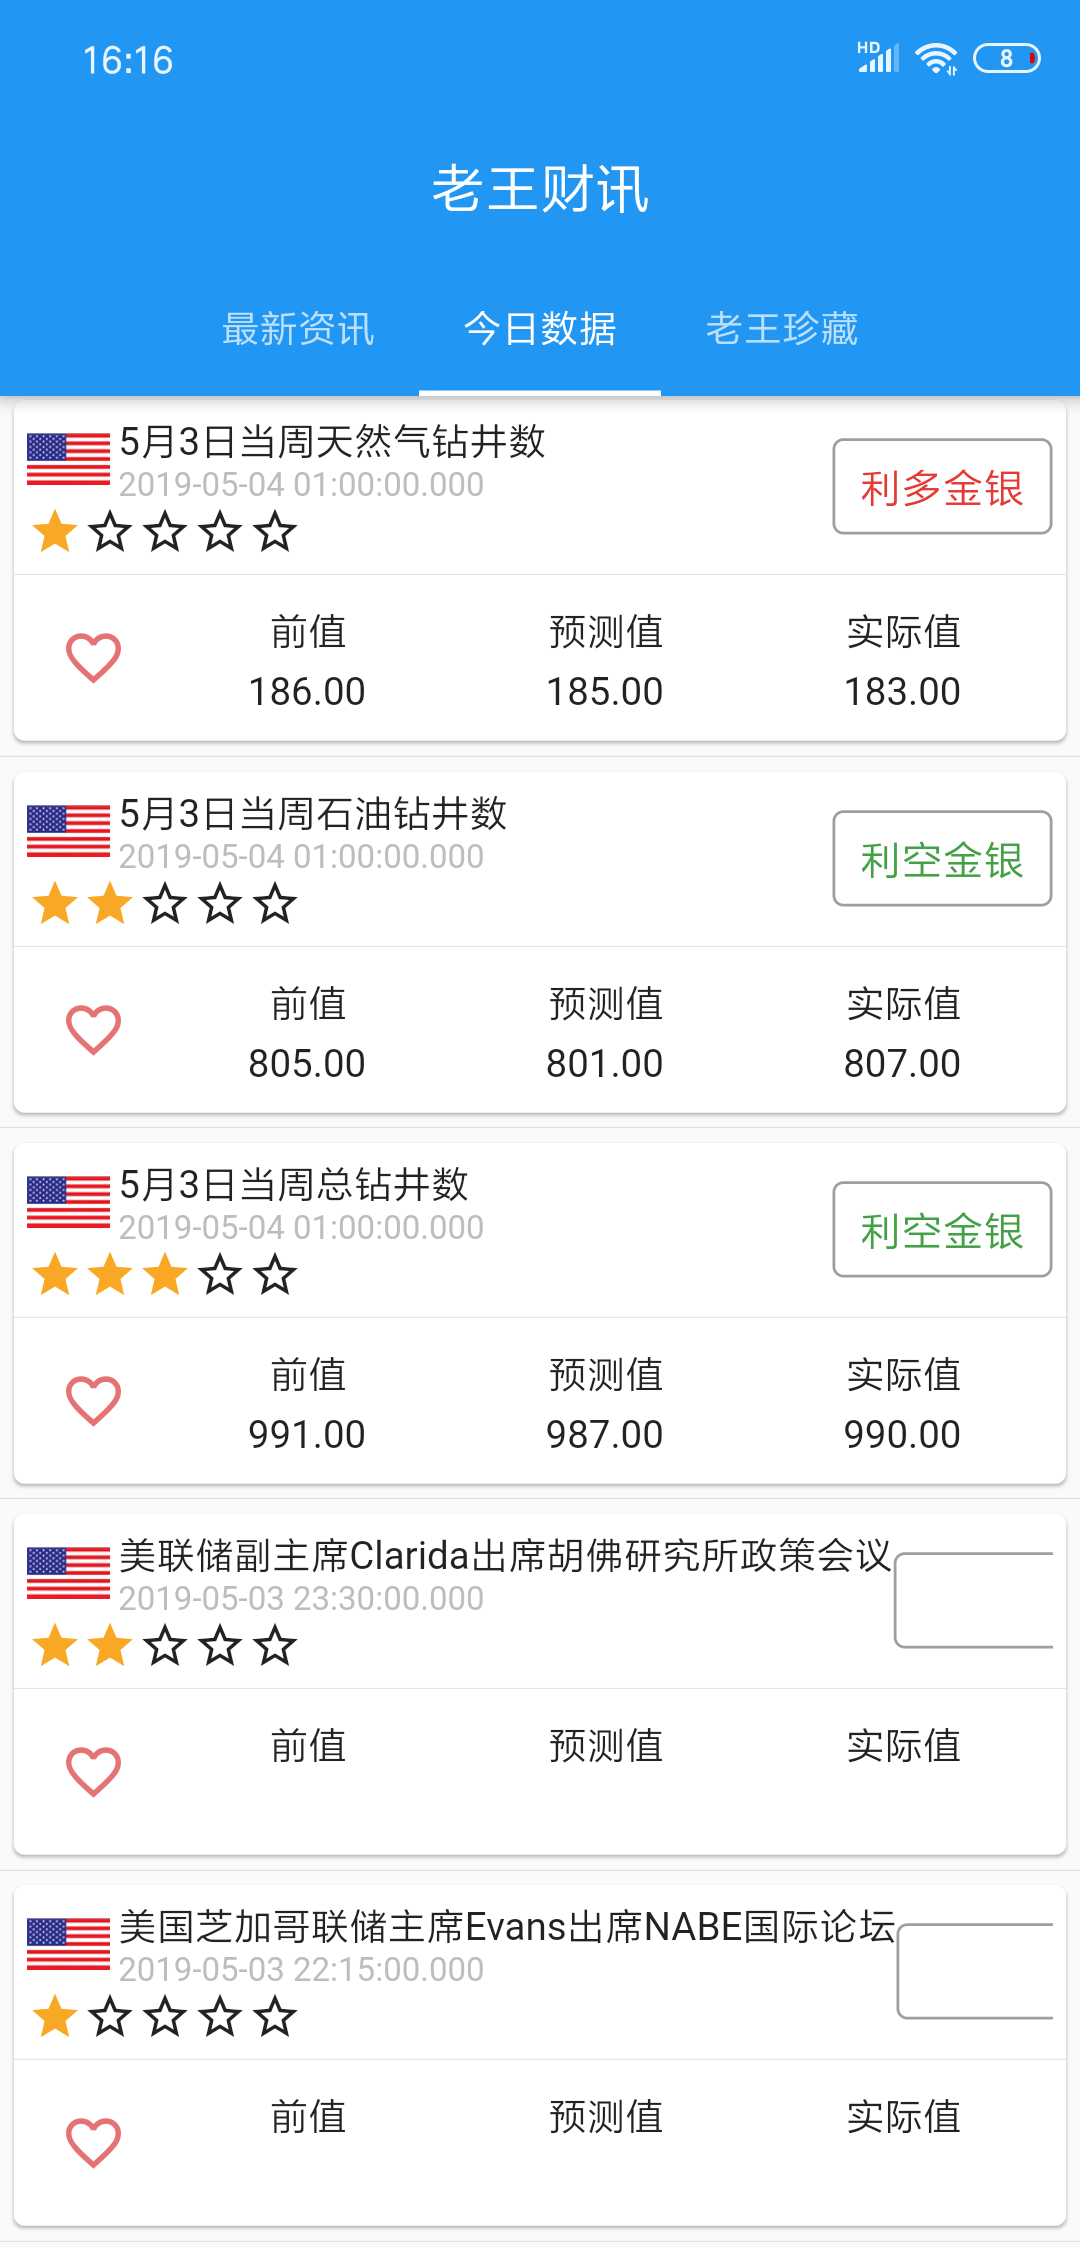 16:16
HD
8
老王财讯
最新资讯 今日数据 老王珍藏
5月3日当周天然气钻井数
2019-05-04 01:00:00.000
利多金银
前值 预测值 实际值
186.00 185.00 183.00
5月3日当周石油钻井数
2019-05-04 01:00:00.000
利空金银
前值 预测值 实际值
805.00 801.00 807.00
5月3日当周总钻井数
2019-05-04 01:00:00.000
利空金银
前值 预测值 实际值
991.00 987.00 990.00
美联储副主席Clarida出席胡佛研究所政策会议
2019-05-03 23:30:00.000
前值 预测值 实际值
美国芝加哥联储主席Evans出席NABE国际论坛
2019-05-03 22:15:00.000
前值 预测值 实际值